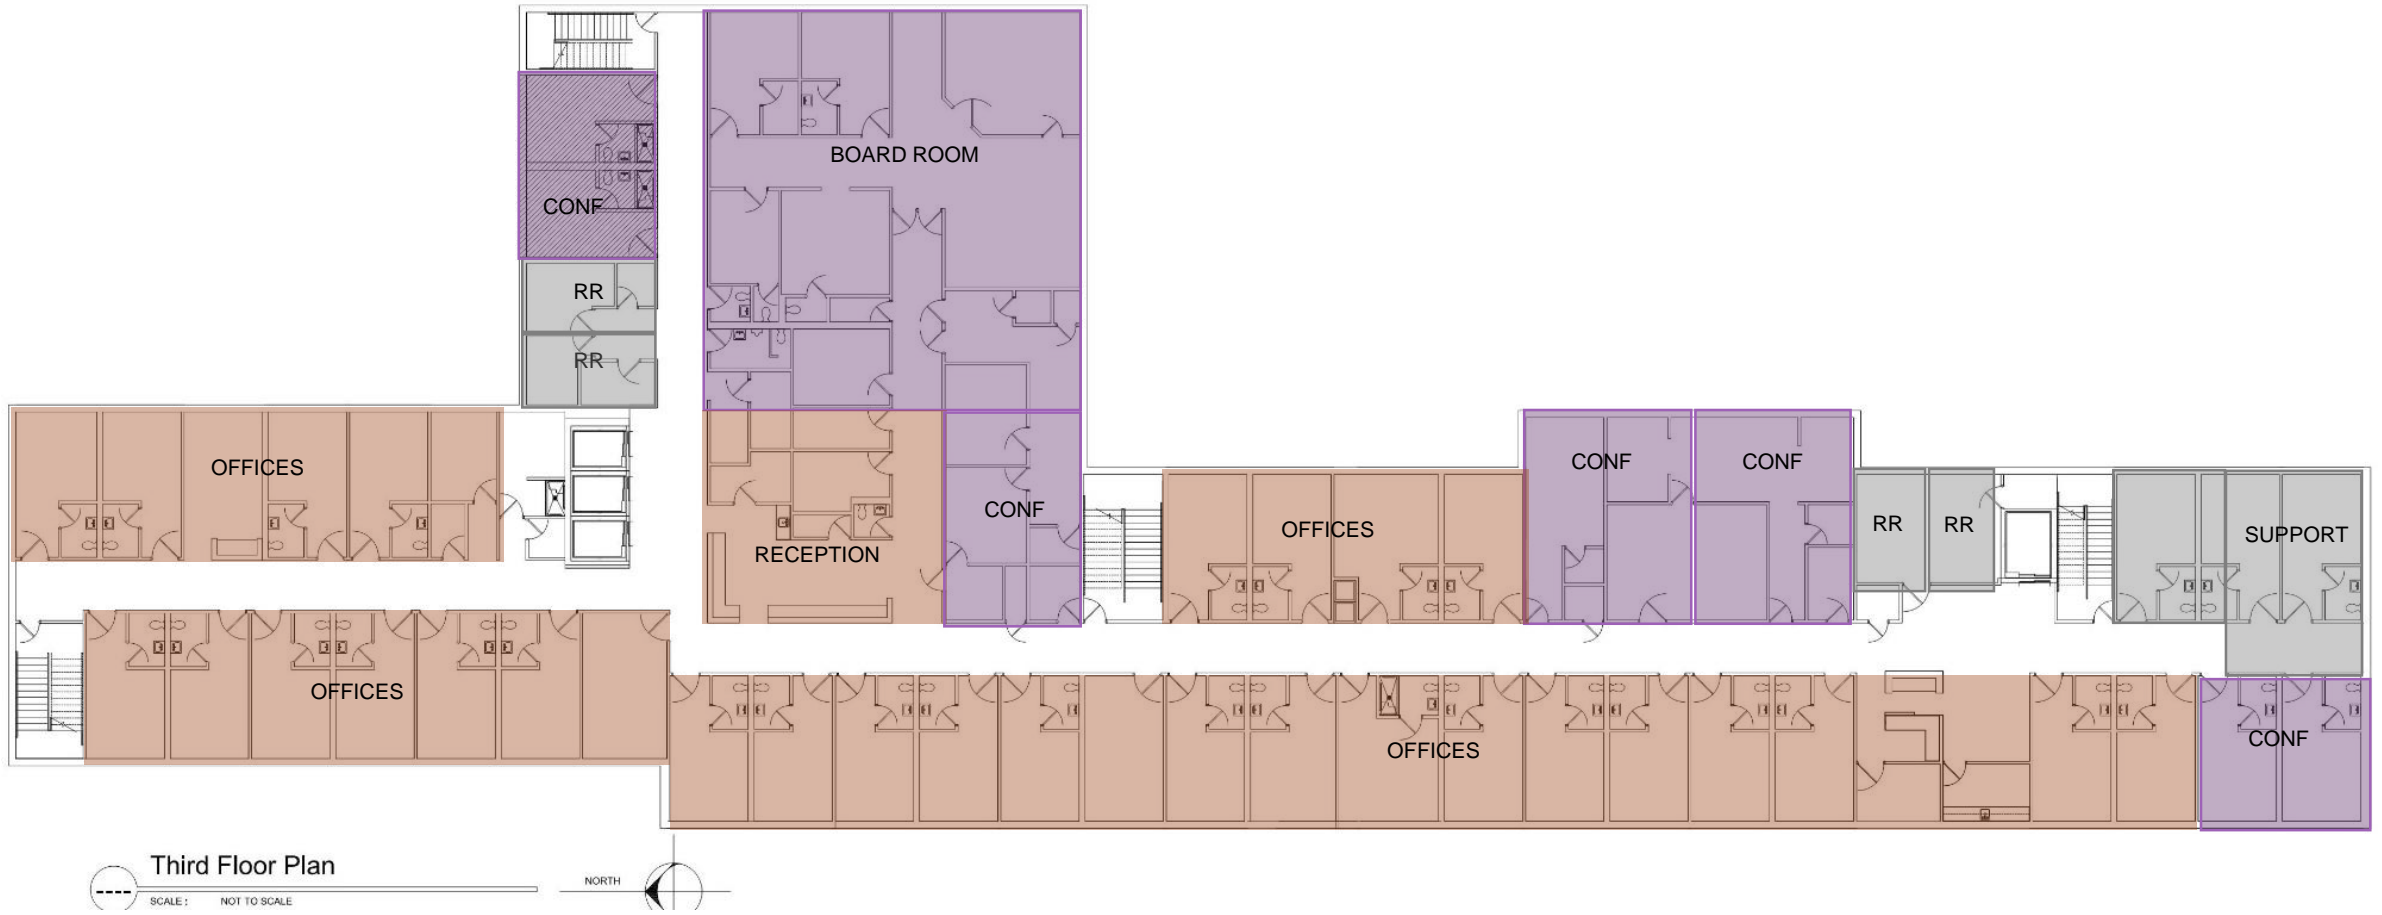 BOARD ROOM
CONF
RR
RR
OFFICES
CONF
CONF
CONF
OFFICES
RR
RR
SUPPORT
RECEPTION
OFFICES
OFFICES
CONF
Third Floor Plan
NORTH
SCALE : NOT TO SCALE